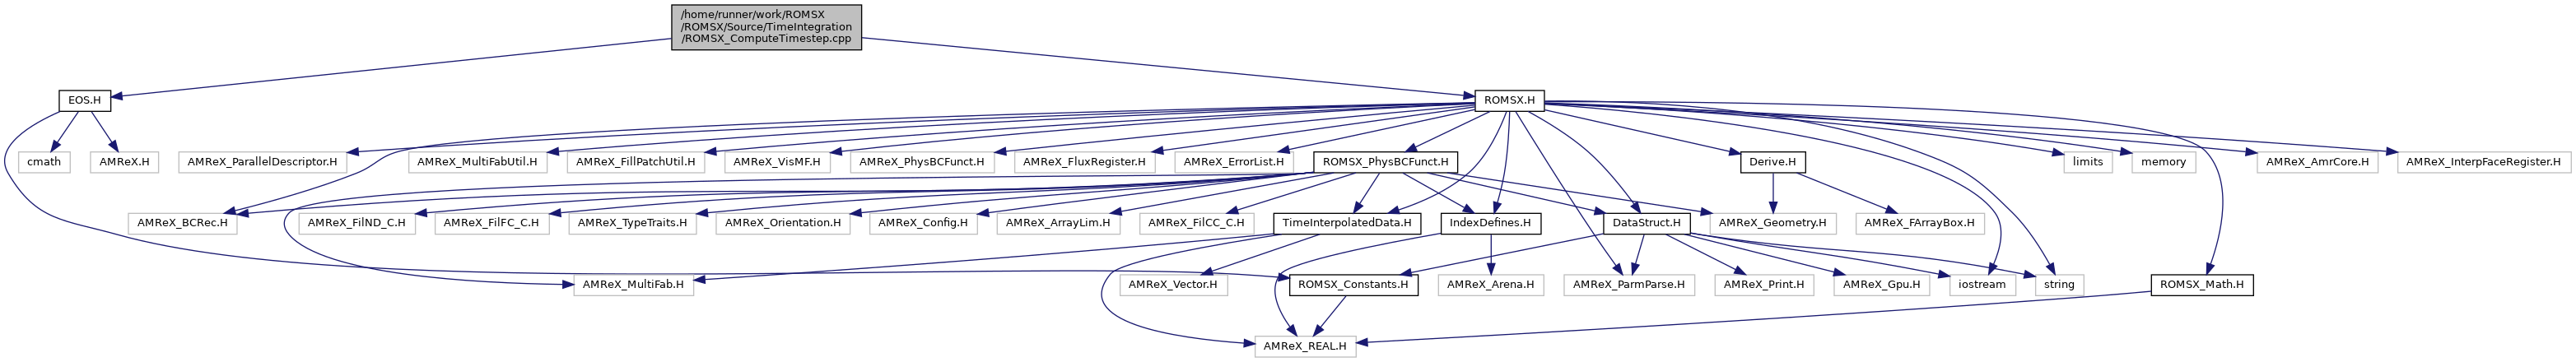 /home/runner/work/ROMSX
/ROMSX/Source/TimeIntegration
/ROMSX_ComputeTimestep.cpp
EOS.H
ROMSX.H
cmath
AMReX.H
AMReX_ParallelDescriptor.H
AMReX_MultiFabUtil.H
AMReX_FillPatchUtil.H
AMReX_VisMF.H
AMReX_PhysBCFunct.H
AMReX_FluxRegister.H
AMReX_ErrorList.H
ROMSX_PhysBCFunct.H
Derive.H
limits
memory
AMReX_AmrCore.H
AMReX_InterpFaceRegister.H
AMReX_BCRec.H
AMReX_FilND_C.H
AMReX_FilFC_C.H
AMReX_TypeTraits.H
AMReX_Orientation.H
AMReX_Config.H
AMReX_ArrayLim.H
AMReX_FilCC_C.H
TimeInterpolatedData.H
IndexDefines.H
DataStruct.H
AMReX_Geometry.H
AMReX_FArrayBox.H
AMReX_MultiFab.H
AMReX_Vector.H
ROMSX_Constants.H
AMReX_Arena.H
AMReX_ParmParse.H
AMReX_Print.H
AMReX_Gpu.H
iostream
string
ROMSX_Math.H
AMReX_REAL.H